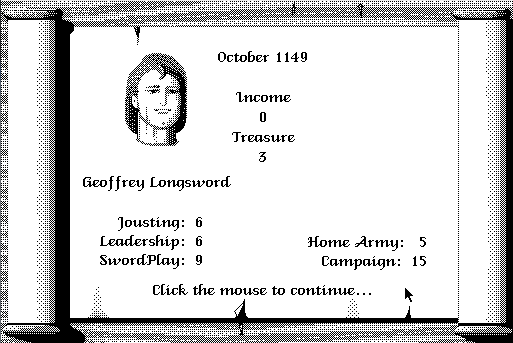 October 1149
Income
0
Treasure
3
Geoffrey Longsword
Jousting: 6
Leadership: 6
SwordPlay: 9
Home Army: 5
Campaign: 15
Click the mouse to continue...